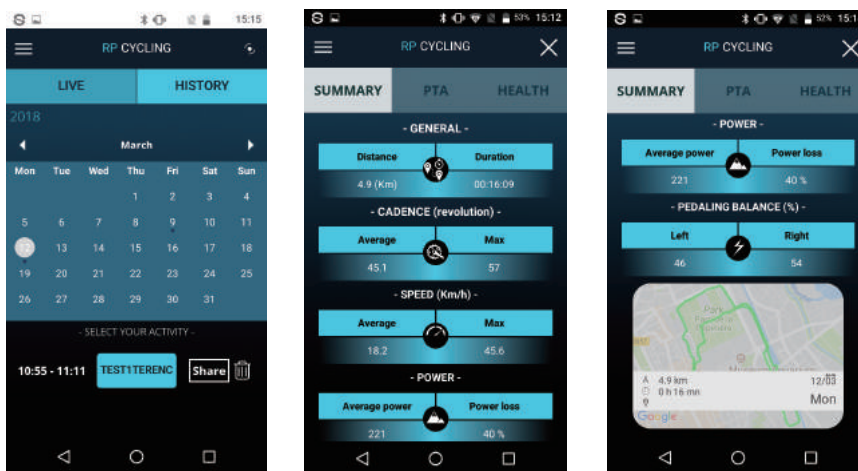 15:15
RP CYCLING
LIVE HISTORY
2018
March
Mon Tue Wed Thu Fri Sat Sun
1 2 3 4
5 6 7 8 9 10 11
12 13 14 15 16 17 18
19 20 21 22 23 24 25
26 27 28 29 30 31
- SELECT YOUR ACTIVITY -
10:55 - 11:11 TEST1TERENC Share
53% 15:12
RP CYCLING
SUMMARY PTA HEALTH
- GENERAL -
Distance Duration
4.9 (Km) 00:16:09
- CADENCE (revolution) -
Average Max
45.1 57
- SPEED (Km/h) -
Average Max
18.2 45.6
- POWER -
Average power Power loss
221 40 %
52% 15:1
RP CYCLING
SUMMARY PTA HEALTH
- POWER -
Average power Power loss
221 40 %
- PEDALING BALANCE (%) -
Left Right
46 54
Park
4.9 km 12/03
0 h 16 mn
Mon
Google